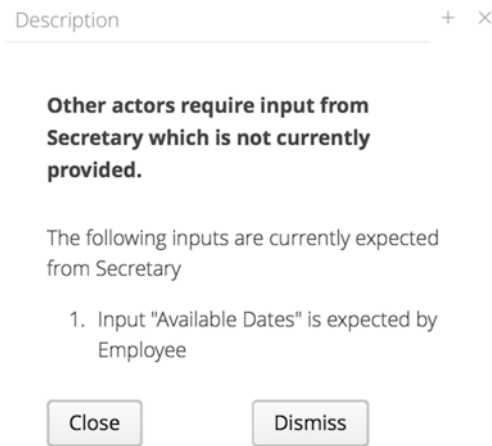 Description + ×
Other actors require input from
Secretary which is not currently
provided.
The following inputs are currently expected
from Secretary
1. Input "Available Dates" is expected by
Employee
Close Dismiss